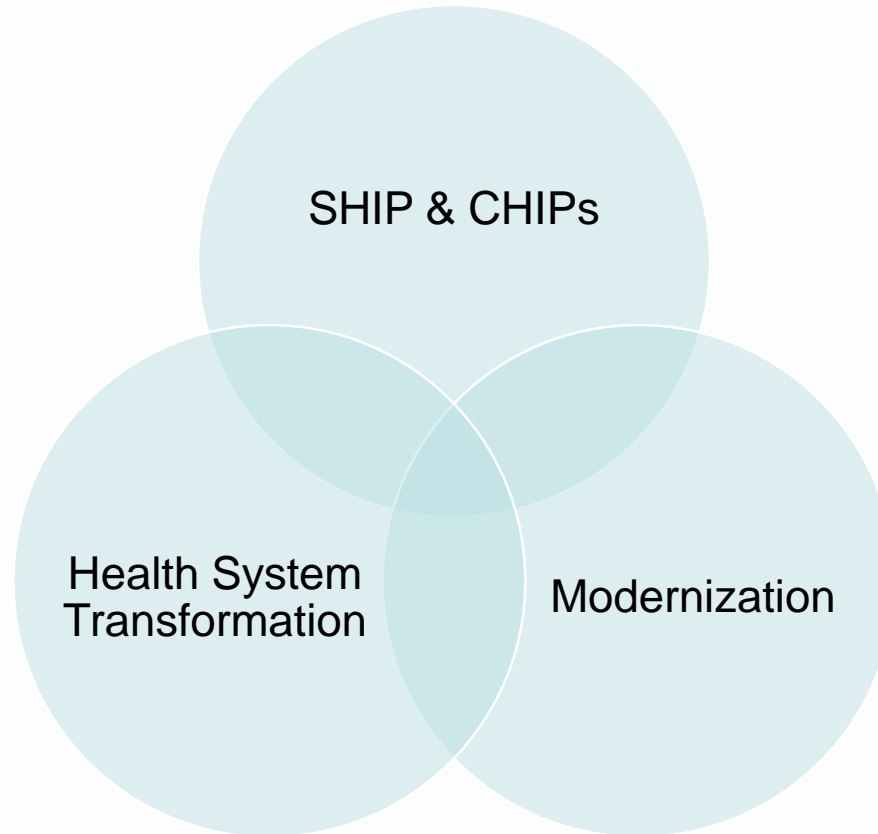 SHIP & CHIPs
Health System
Transformation
Modernization